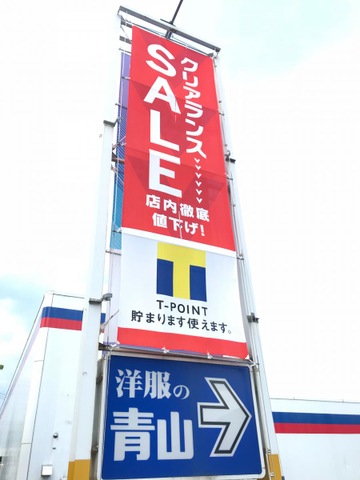 クリアランス
SALE
店内徹底
値下げ!
T
T-POINT
貯まります使えます。
洋服の
青山